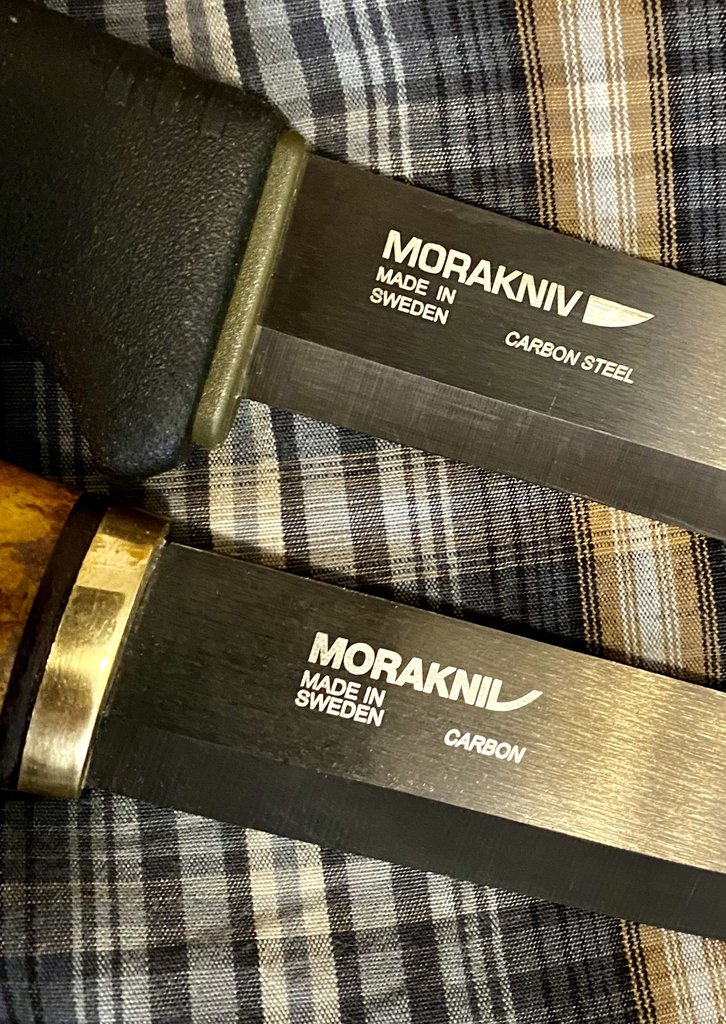 MORAKNIV
MADE IN
SWEDEN
CARBON STEEL
MORAKNIV
MADE IN
SWEDEN
CARBON